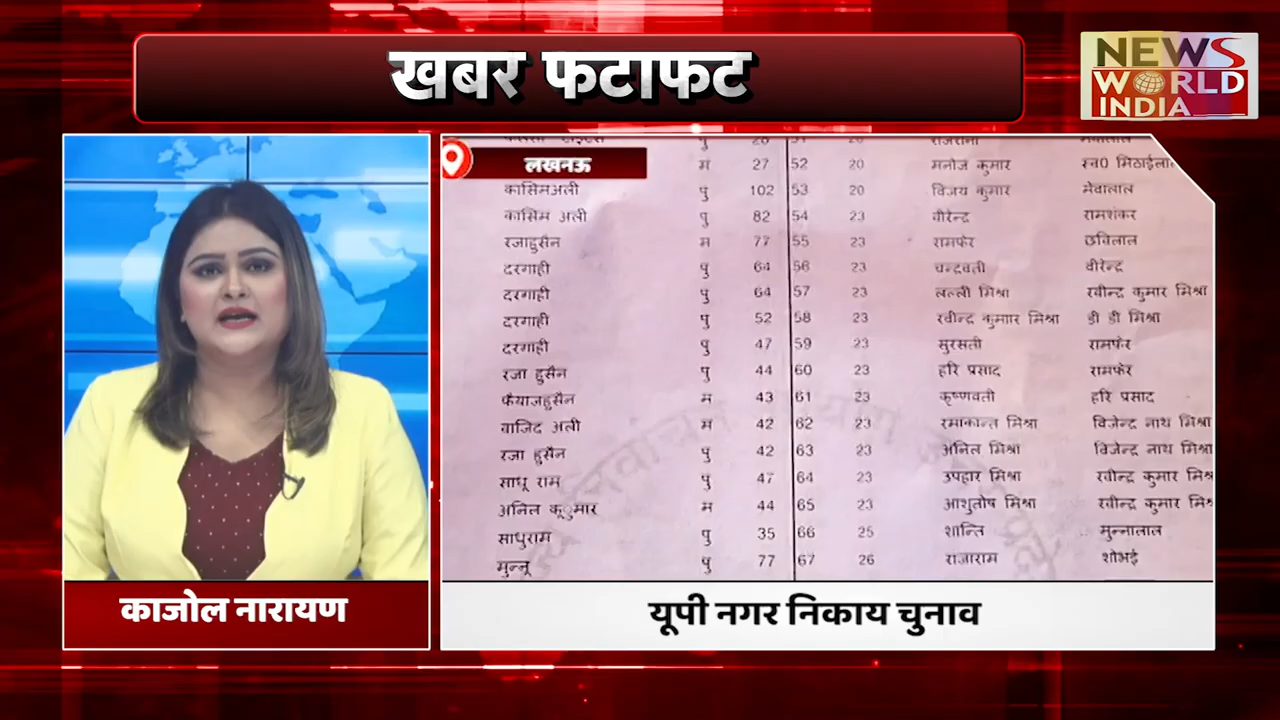 खबर फटाफट
NEWS
WORLD
INDIA
लखनऊ
म 27 52 20 मनोज कुमार स्व0 मिठाईलाल
कासिमअली पु 102 53 20 विजय कुमार मेवालाल
कासिम अली पु 82 54 23 वीरेन्द्र रामशंकर
रजाहुसैन म 77 55 23 रामफेर छविलाल
दरगाही पु 64 56 23 चन्द्रवती वीरेन्द्र
दरगाही पु 64 57 23 लल्ली मिश्रा रवीन्द्र कुमार मिश्रा
दरगाही पु 52 58 23 रवीन्द्र कुमाार मिश्रा डी डी मिश्रा
दरगाही पु 47 59 23 सुरसती रामफेर
रजा हुसैन पु 44 60 23 हरि प्रसाद रामफेर
फैयाजहुसैन म 43 61 23 कृष्णवती हरि प्रसाद
वाजिद अली म 42 62 23 रमाकान्त मिश्रा विजेन्द्र नाथ मिश्रा
रजा हुसैन पु 42 63 23 अनिल मिश्रा विजेन्द्र नाथ मिश्रा
साधू राम पु 47 64 23 उपहार मिश्रा रवीन्द्र कुमार मिश्र
अनिल कूुमार म 44 65 23 आशुतोष मिश्रा रवीन्द्र कुमार मिश्र
साधुराम पु 35 66 25 शान्ति मुन्नालाल
मुन्नू पु 77 67 26 राजाराम शोभई
काजोल नारायण
यूपी नगर निकाय चुनाव